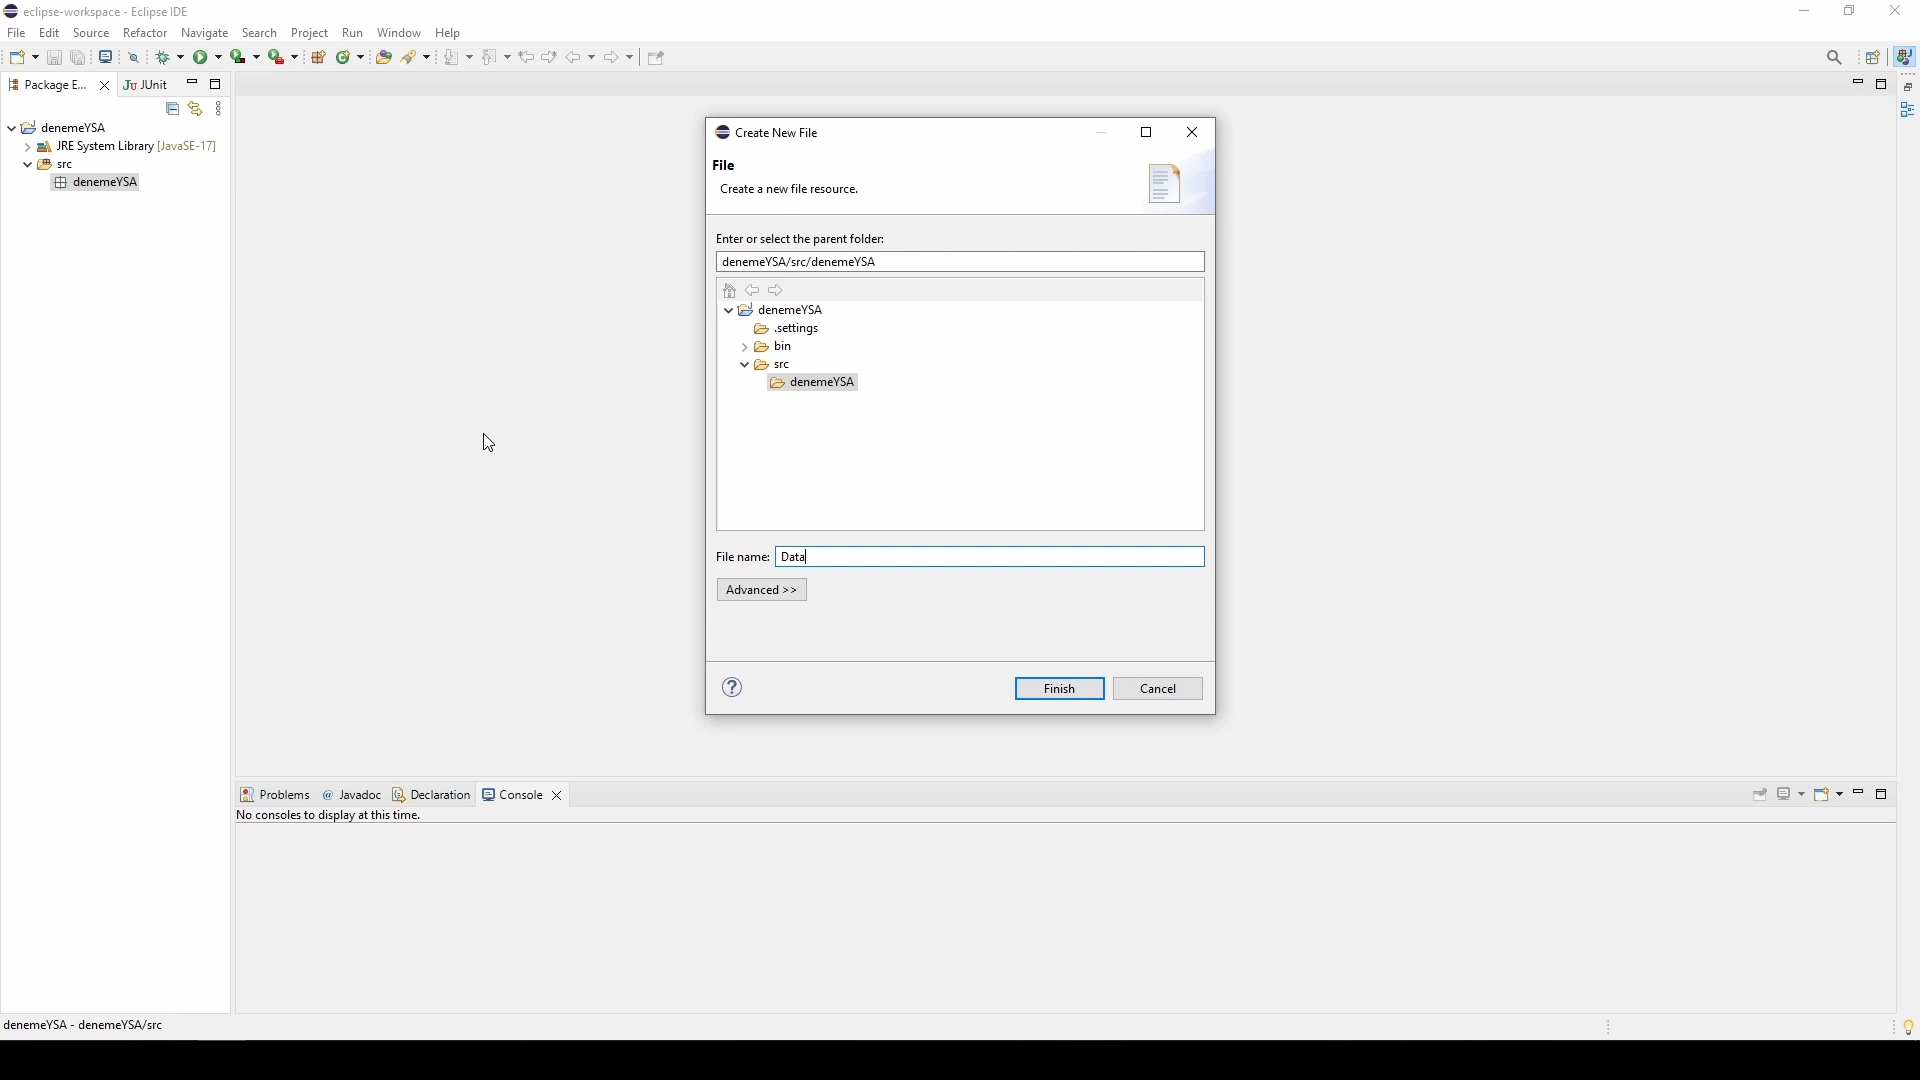 eclipse-workspace - Eclipse IDE
File Edit Source Refactor Navigate Search Project Run Window Help
Package E... JUnit
denemeYSA
JRE System Library [JavaSE-17]
src
denemeYSA
Create New File
File
Create a new file resource.
Enter or select the parent folder:
denemeYSA/src/denemeYSA
denemeYSA
.settings
bin
src
denemeYSA
File name: Data
Advanced >>
Finish Cancel
Problems Javadoc Declaration Console
No consoles to display at this time.
denemeYSA - denemeYSA/src